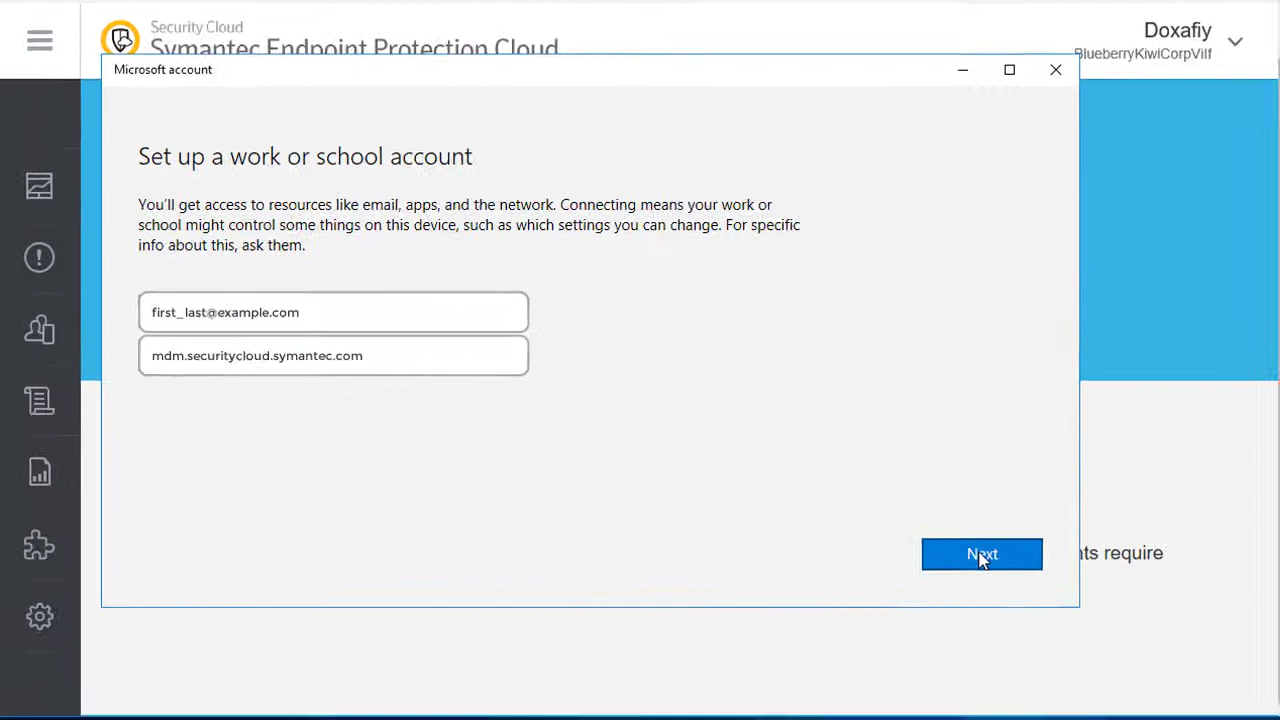 Security Cloud
Symantec Endpoint Protection Cloud
Doxafiy
BlueberryKiwiCorpVilf
Microsoft account
Set up a work or school account
You'll get access to resources like email, apps, and the network. Connecting means your work or
school might control some things on this device, such as which settings you can change. For specific
info about this, ask them.
first_last@example.com
mdm.securitycloud.symantec.com
Next
require